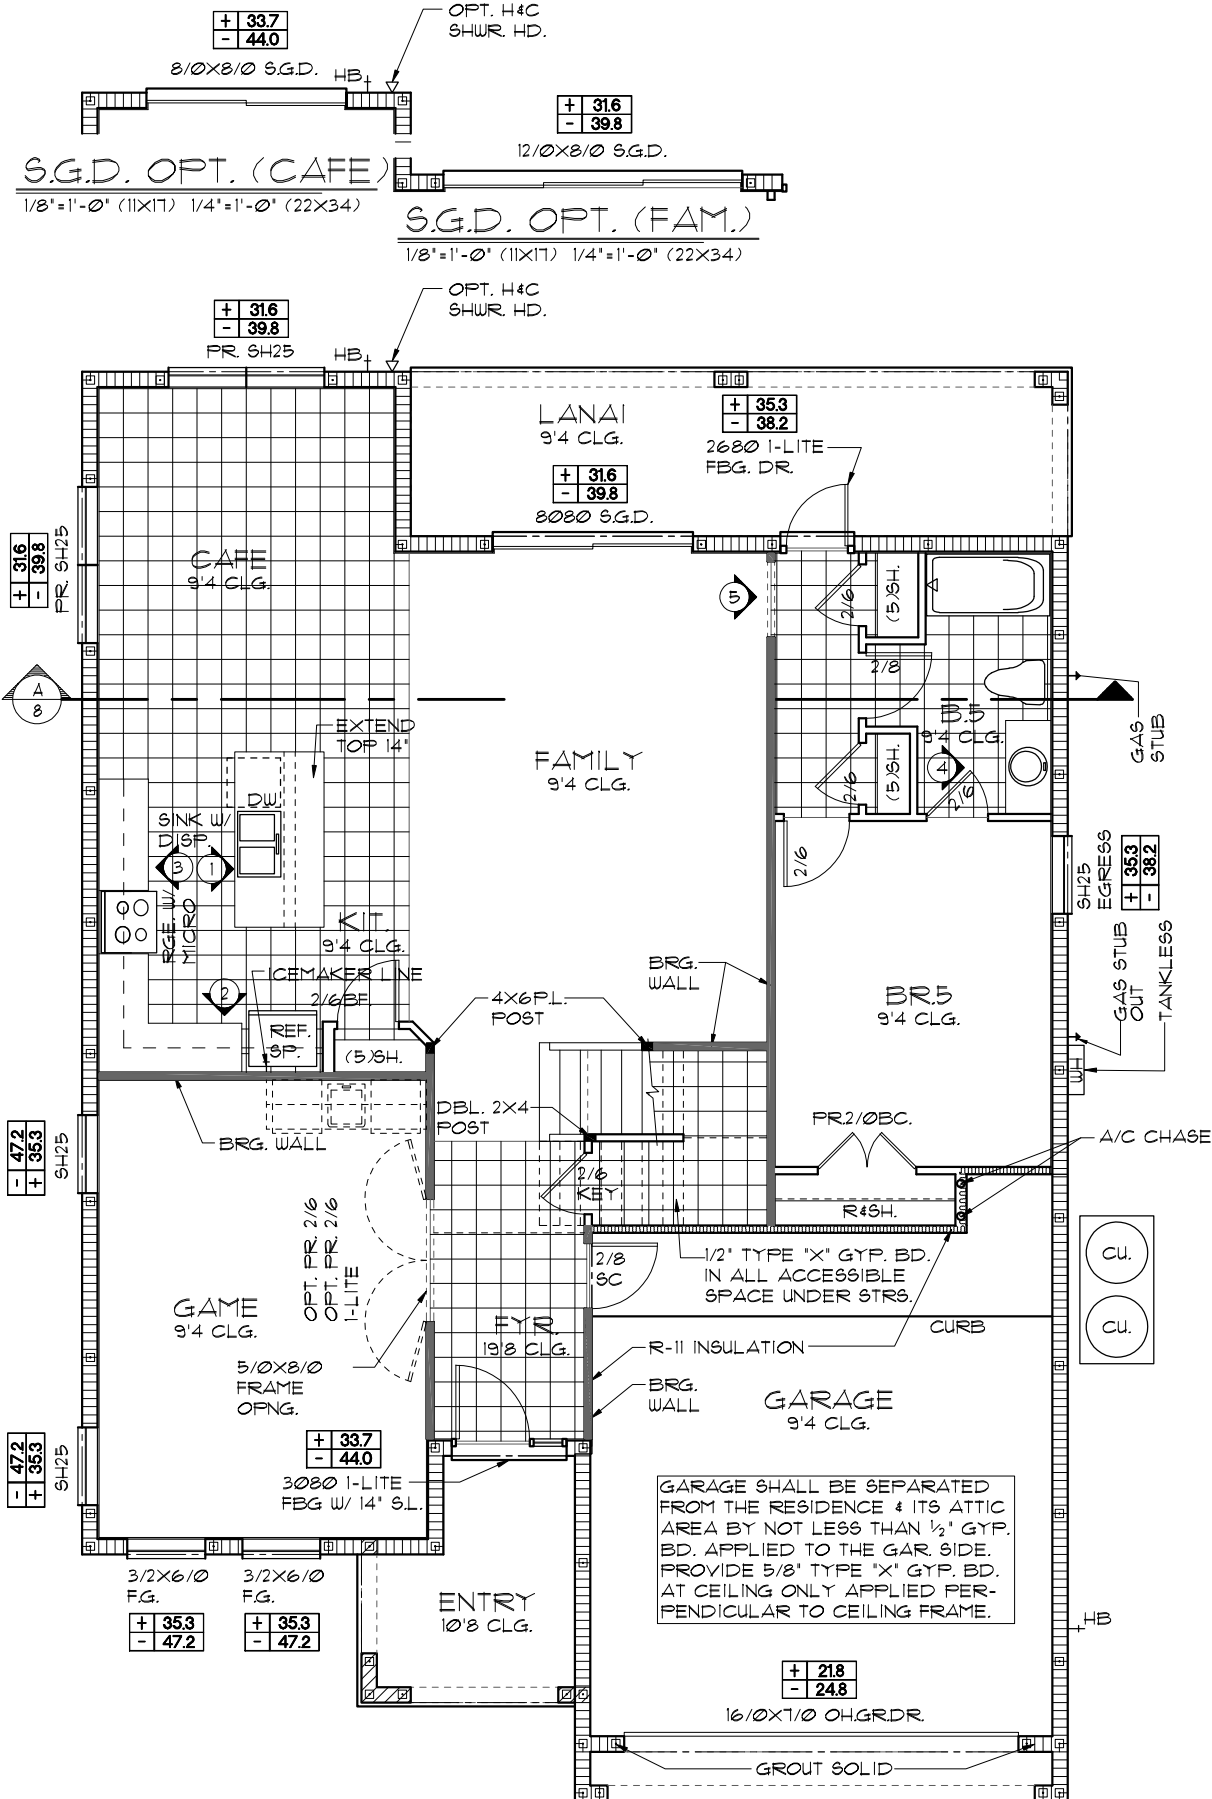 OPT. H&C
SHWR. HD.
+ 33.7
- 44.0
8/0X8/0 S.G.D.
HB
+ 31.6
- 39.8
12/0X8/0 S.G.D.
S.G.D. OPT. (CAFE)
1/8"=1'-0" (11X17) 1/4"=1'-0" (22X34)
S.G.D. OPT. (FAM.)
1/8"=1'-0" (11X17) 1/4"=1'-0" (22X34)
OPT. H&C
SHWR. HD.
+ 31.6
- 39.8
PR. SH25
HB
LANAI
9'4 CLG.
+ 35.3
- 38.2
2680 1-LITE
FBG. DR.
+ 31.6
- 39.8
8080 S.G.D.
+ 31.6
- 39.8
PR. SH25
CAFE
9'4 CLG.
5
2/6
(5)SH.
2/8
A
8
B.5
9'4 CLG.
GAS
STUB
EXTEND
TOP 14"
FAMILY
9'4 CLG.
4
2/6
(5)SH.
2/6
DW
SINK W/
DISP.
3
1
2/6
SH25
EGRESS
+ 35.3
- 38.2
RGE. W/
MICRO
KIT.
9'4 CLG.
ICEMAKER LINE
2/6BF.
2
BRG.
WALL
4X6P.L.
POST
BR.5
9'4 CLG.
GAS STUB
OUT
TANKLESS
REF.
SP.
(5)SH.
WH
DBL. 2X4
POST
PR.2/0BC.
A/C CHASE
BRG. WALL
- 47.2
+ 35.3
SH25
2/6
KEY
R&SH.
OPT. PR. 2/6
OPT. PR. 2/6
1-LITE
2/8
SC
1/2" TYPE "X" GYP. BD.
IN ALL ACCESSIBLE
SPACE UNDER STRS.
CU.
CU.
GAME
9'4 CLG.
FYR.
19'8 CLG.
CURB
R-11 INSULATION
5/0X8/0
FRAME
OPNG.
BRG.
WALL
GARAGE
9'4 CLG.
+ 33.7
- 44.0
3080 1-LITE
FBG W/ 14" S.L.
- 47.2
+ 35.3
SH25
GARAGE SHALL BE SEPARATED
FROM THE RESIDENCE & ITS ATTIC
AREA BY NOT LESS THAN ½" GYP.
BD. APPLIED TO THE GAR. SIDE.
PROVIDE 5/8" TYPE "X" GYP. BD.
AT CEILING ONLY APPLIED PER-
PENDICULAR TO CEILING FRAME.
3/2X6/0
F.G.
3/2X6/0
F.G.
+ 35.3
- 47.2
+ 35.3
- 47.2
ENTRY
10'8 CLG.
HB
+ 21.8
- 24.8
16/0X7/0 OH.GR.DR.
GROUT SOLID